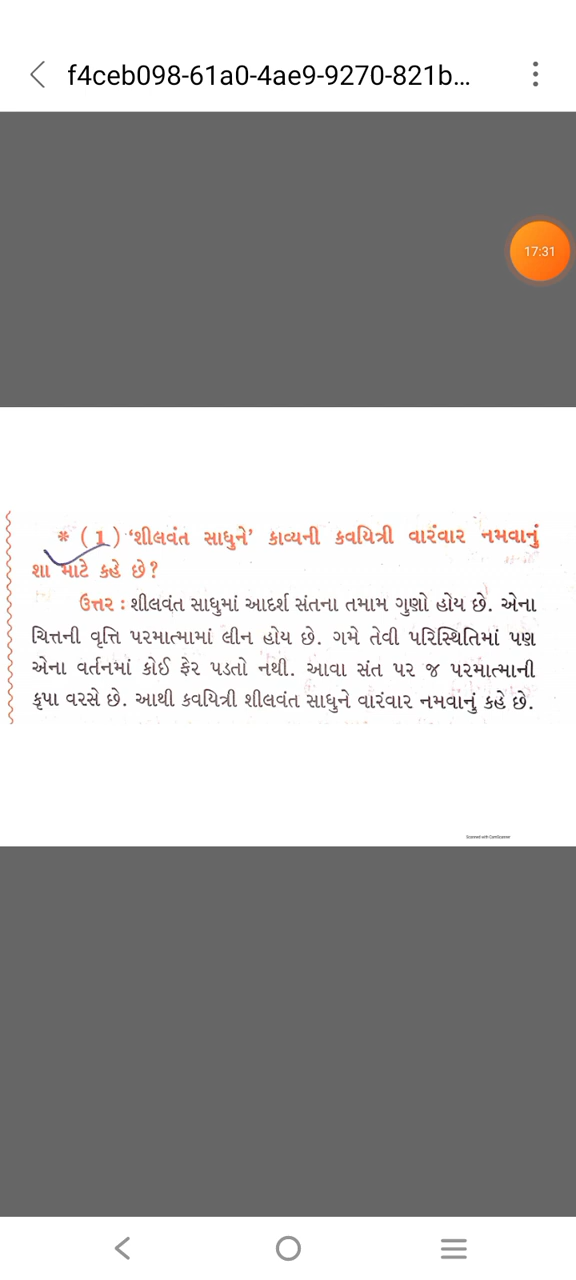 f4ceb098-61a0-4ae9-9270-821b...
17:31
* (1) 'શીલવંત સાધુને' કાવ્યની કવયિત્રી વારંવાર નમવાનું
શા માટે કહે છે?
ઉત્તર : શીલવંત સાધુમાં આદર્શ સંતના તમામ ગુણો હોય છે. એના
ચિત્તની વૃત્તિ પરમાત્મામાં લીન હોય છે. ગમે તેવી પરિસ્થિતિમાં પણ
એના વર્તનમાં કોઈ ફેર પડતો નથી. આવા સંત પર જ પરમાત્માની
કૃપા વરસે છે. આથી કવયિત્રી શીલવંત સાધુને વારંવાર નમવાનું કહે છે.
Scanned with CamScanner